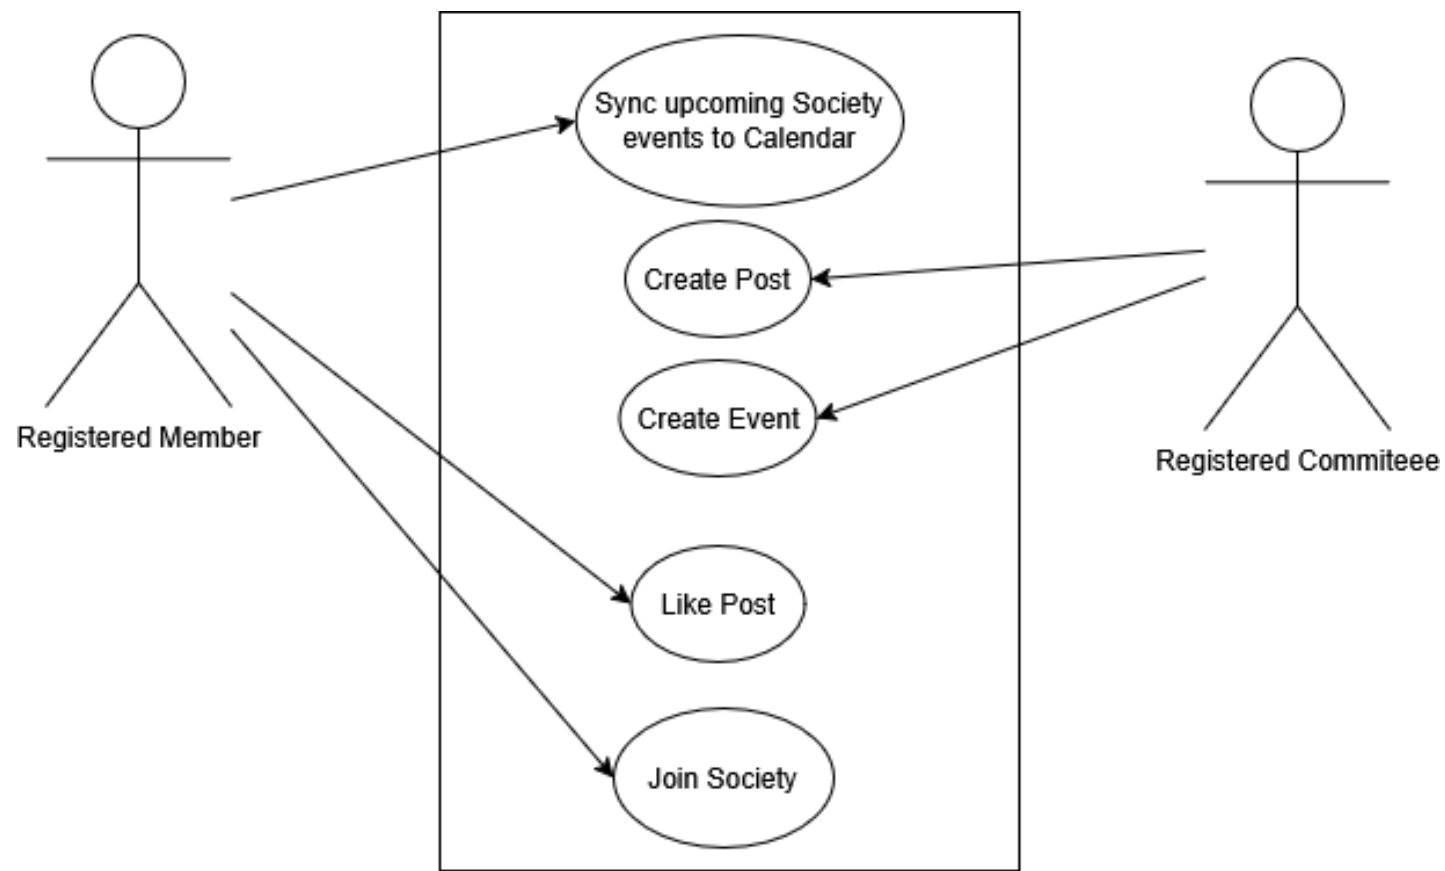 Sync upcoming Society
events to Calendar
Create Post
Create Event
Registered Member
Registered Commiteee
Like Post
Join Society